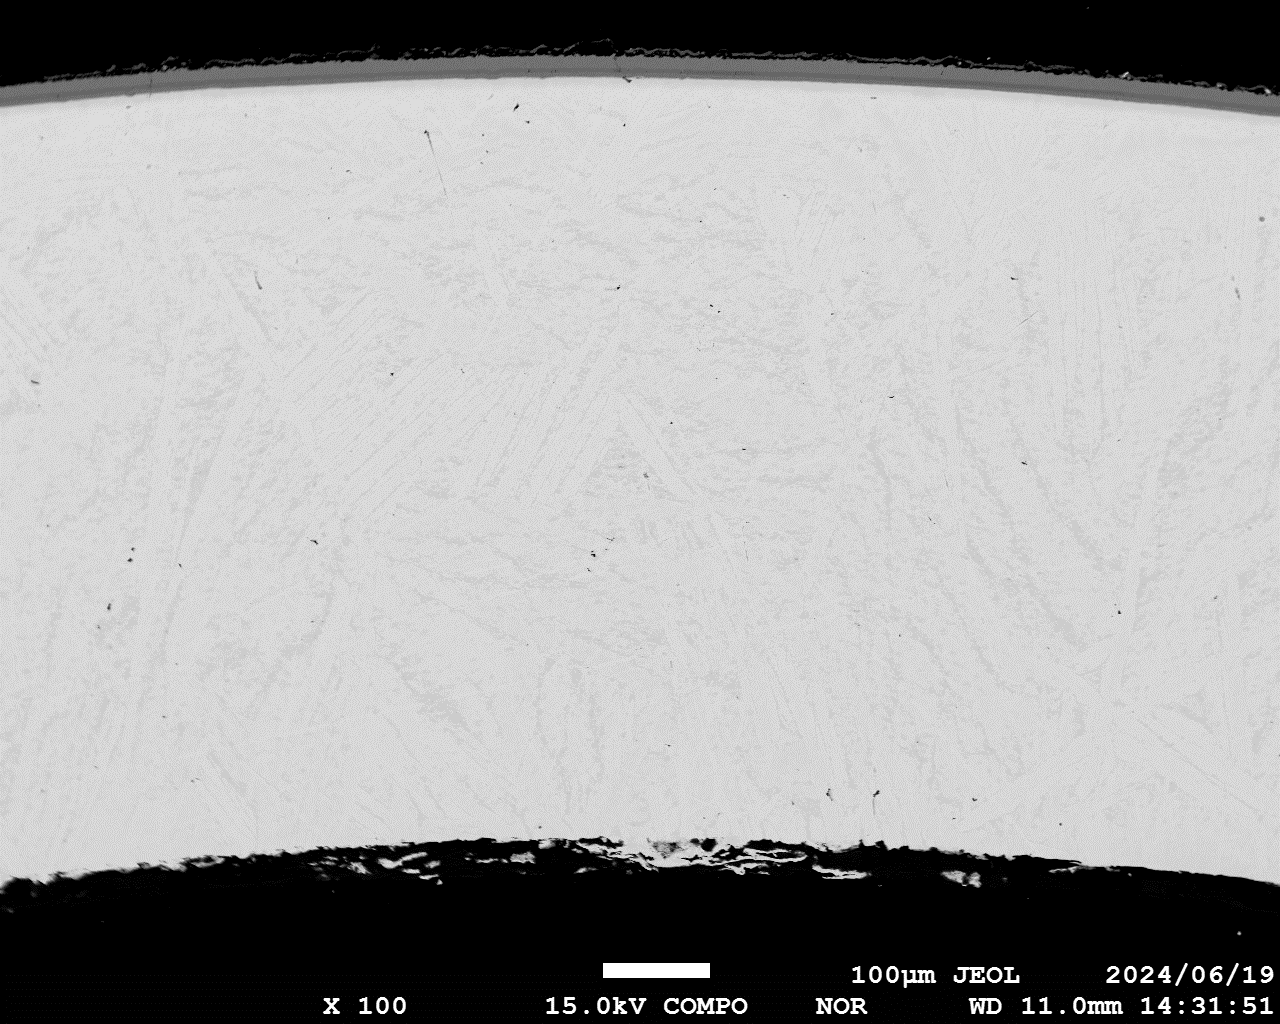 100µm JEOL 2024/06/19
X 100 15.0kV COMPO NOR WD 11.0mm 14:31:51